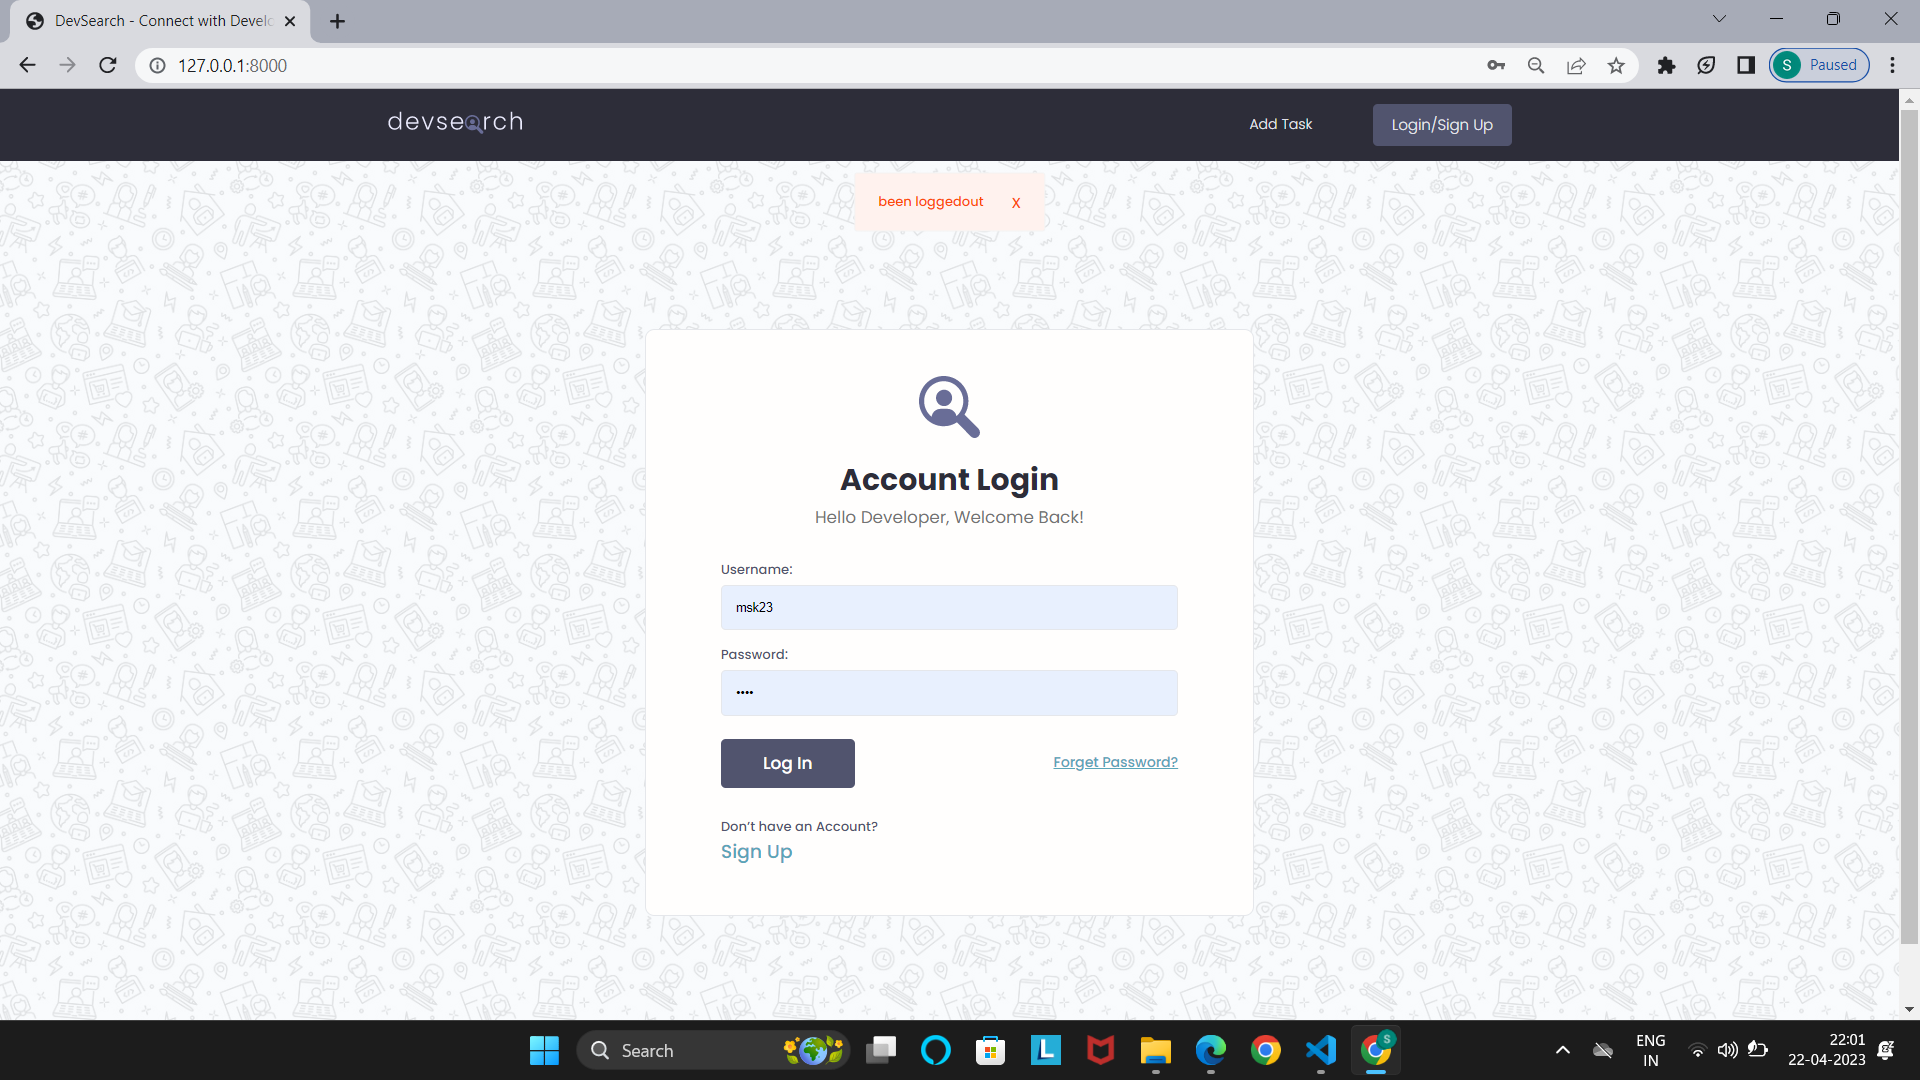 DevSearch - Connect with Develo
127.0.0.1:8000
S Paused
devsearch
Add Task
Login/Sign Up
been loggedout x
Account Login
Hello Developer, Welcome Back!
Username:
msk23
Password:
••••
Log In
Forget Password?
Don't have an Account?
Sign Up
Search
L
S
ENG
IN
22:01
22-04-2023